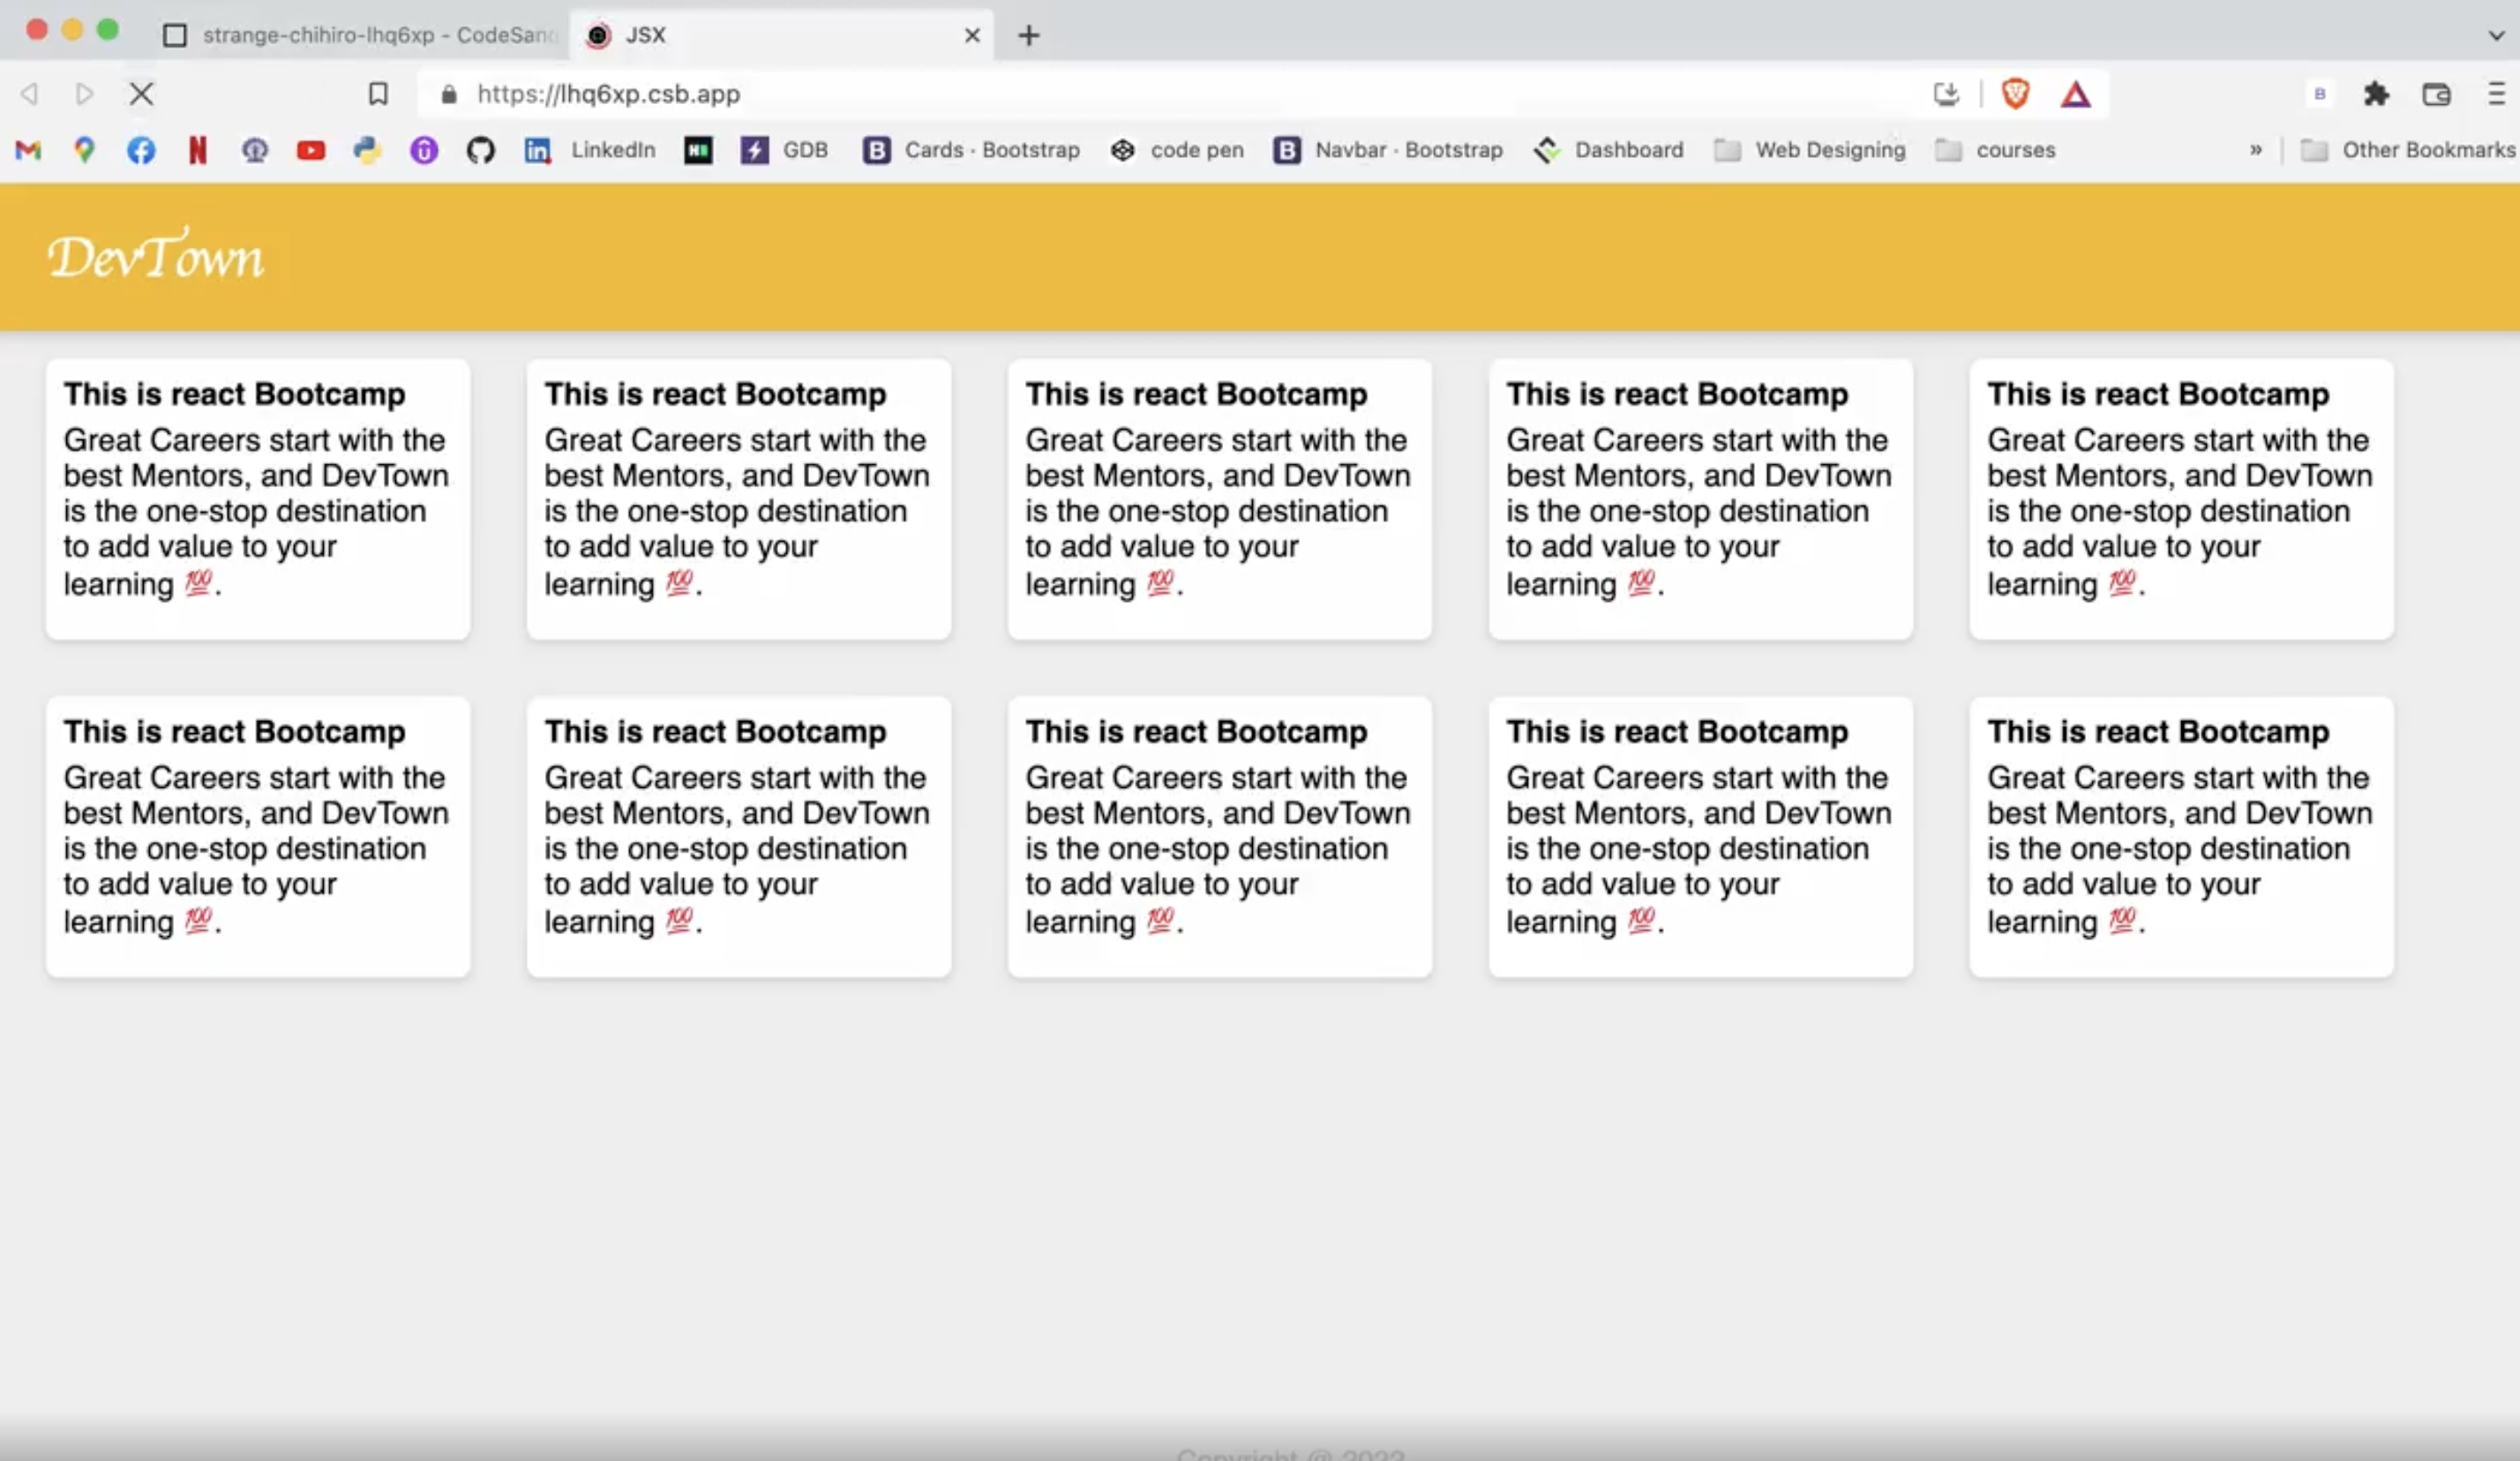 strange-chihiro-lhq6xp - CodeSan
JSX
https://lhq6xp.csb.app
LinkedIn
GDB
Cards · Bootstrap
code pen
Navbar · Bootstrap
Dashboard
Web Designing
courses
»
Other Bookmarks
DevTown
This is react Bootcamp
Great Careers start with the
best Mentors, and DevTown
is the one-stop destination
to add value to your
learning 💯.
This is react Bootcamp
Great Careers start with the
best Mentors, and DevTown
is the one-stop destination
to add value to your
learning 💯.
This is react Bootcamp
Great Careers start with the
best Mentors, and DevTown
is the one-stop destination
to add value to your
learning 💯.
This is react Bootcamp
Great Careers start with the
best Mentors, and DevTown
is the one-stop destination
to add value to your
learning 💯.
This is react Bootcamp
Great Careers start with the
best Mentors, and DevTown
is the one-stop destination
to add value to your
learning 💯.
This is react Bootcamp
Great Careers start with the
best Mentors, and DevTown
is the one-stop destination
to add value to your
learning 💯.
This is react Bootcamp
Great Careers start with the
best Mentors, and DevTown
is the one-stop destination
to add value to your
learning 💯.
This is react Bootcamp
Great Careers start with the
best Mentors, and DevTown
is the one-stop destination
to add value to your
learning 💯.
This is react Bootcamp
Great Careers start with the
best Mentors, and DevTown
is the one-stop destination
to add value to your
learning 💯.
This is react Bootcamp
Great Careers start with the
best Mentors, and DevTown
is the one-stop destination
to add value to your
learning 💯.
Copyright @ 2022